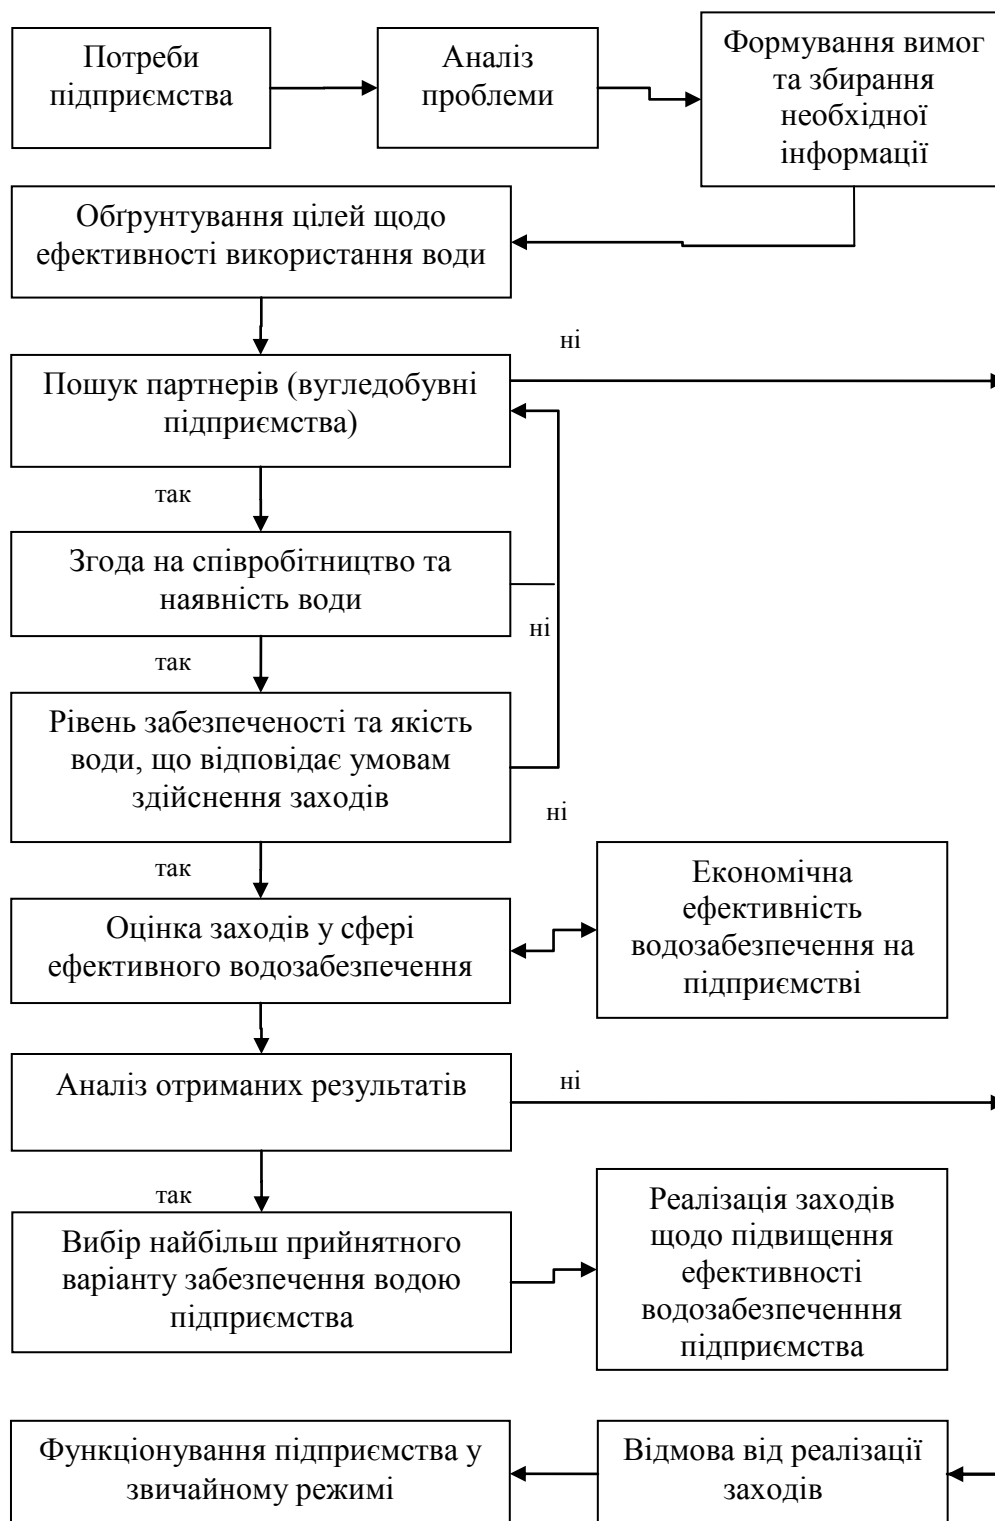 Потреби
підприємства
Аналіз
проблеми
Формування вимог
та збирання
необхідної
інформації
Обґрунтування цілей щодо
ефективності використання води
ні
Пошук партнерів (вугледобувні
підприємства)
так
Згода на співробітництво та
наявність води
ні
так
Рівень забезпеченості та якість
води, що відповідає умовам
здійснення заходів
ні
так
Оцінка заходів у сфері
ефективного водозабезпечення
Економічна
ефективність
водозабезпечення на
підприємстві
Аналіз отриманих результатів
ні
так
Вибір найбільш прийнятного
варіанту забезпечення водою
підприємства
Реалізація заходів
щодо підвищення
ефективності
водозабезпеченння
підприємства
Функціонування підприємства у
звичайному режимі
Відмова від реалізації
заходів